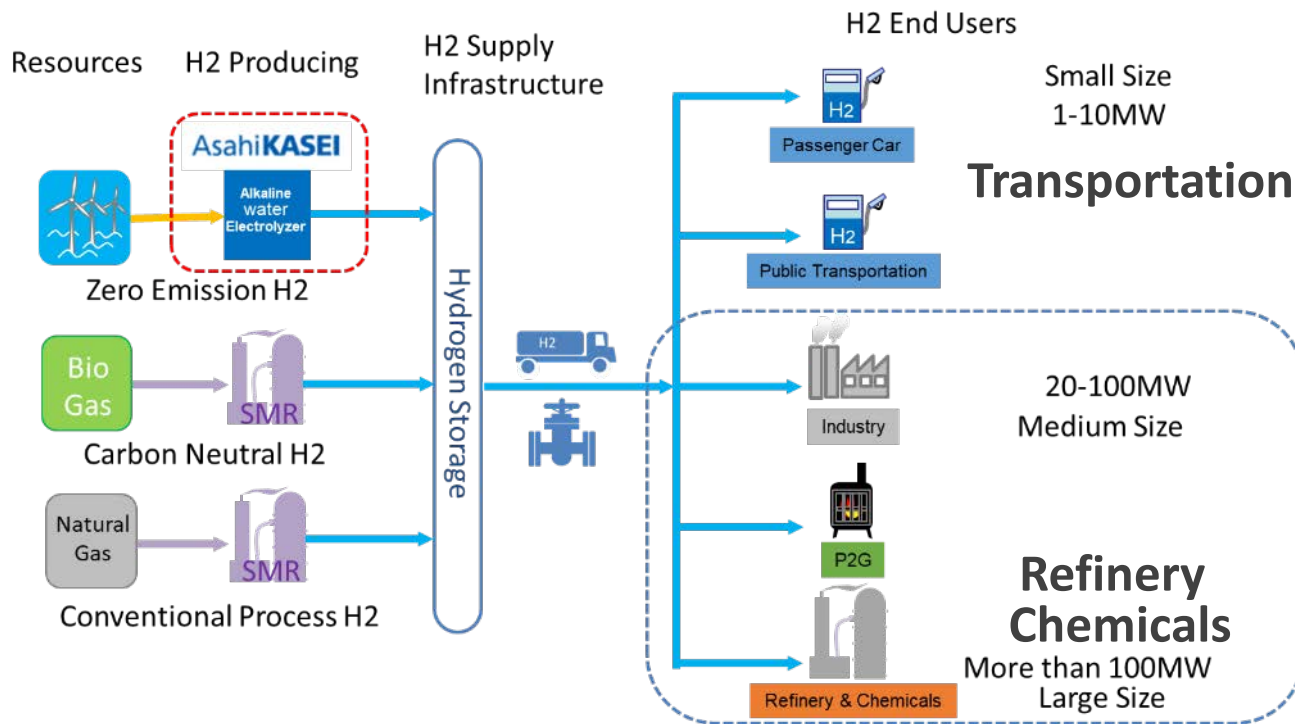 H2 End Users
Resources
H2 Producing
H2 Supply
Infrastructure
AsahiKASEI
Alkaline
water
Electrolyzer
Zero Emission H2
Bio
Gas
SMR
Carbon Neutral H2
Natural
Gas
SMR
Conventional Process H2
Hydrogen Storage
H2
H2
Passenger Car
Small Size
1-10MW
Transportation
H2
Public Transportation
Industry
20-100MW
Medium Size
P2G
Refinery
Chemicals
Refinery & Chemicals
More than 100MW
Large Size